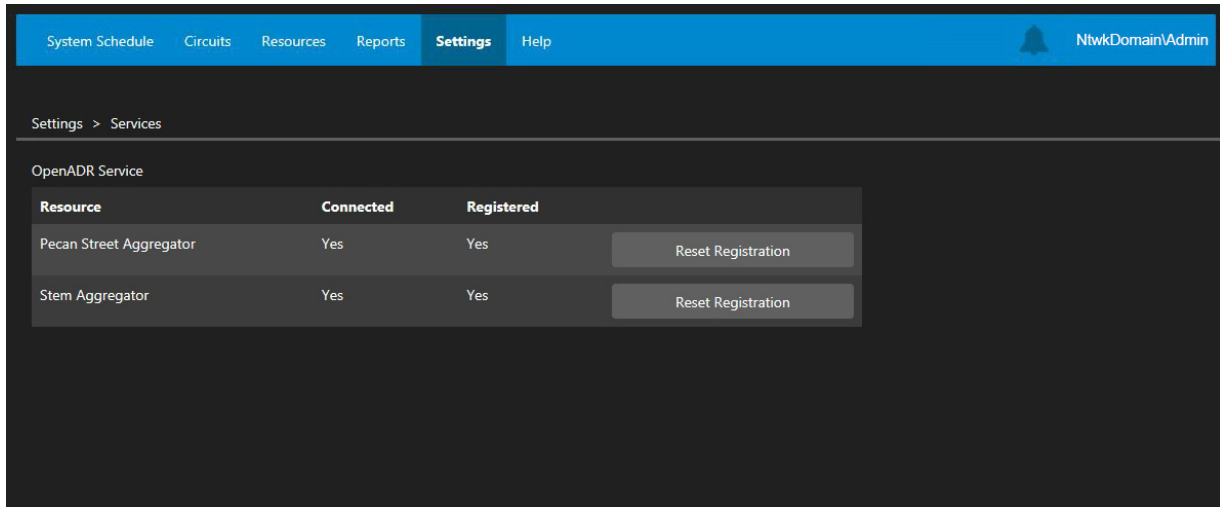 System Schedule Circuits Resources Reports Settings Help NtwkDomain\Admin
Settings > Services
OpenADR Service
Resource Connected Registered
Pecan Street Aggregator Yes Yes Reset Registration
Stem Aggregator Yes Yes Reset Registration